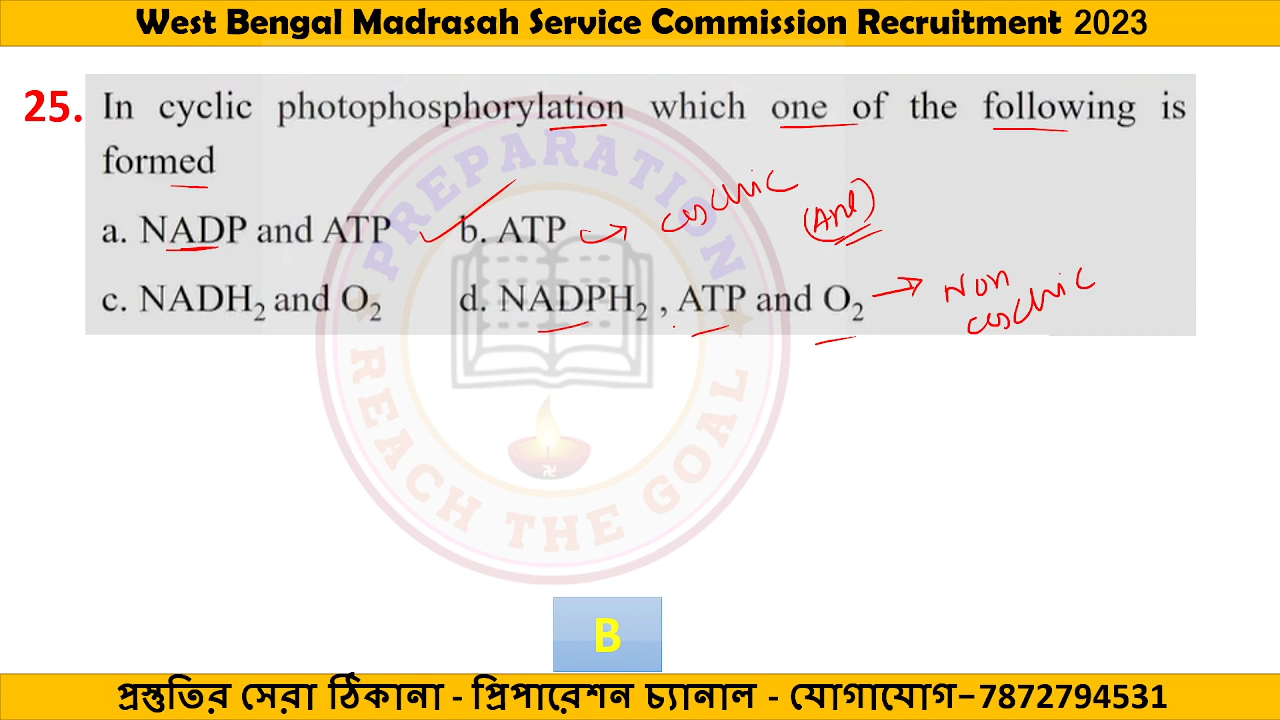 West Bengal Madrasah Service Commission Recruitment 2023
25. In cyclic photophosphorylation which one of the following is
formed
a. NADP and ATP b. ATP
(Ans)
c. NADH₂ and O₂ d. NADPH₂ , ATP and O₂
Non
PREPARATION
REACH THE GOAL
B
প্রস্তুতির সেরা ঠিকানা - প্রিপারেশন চ্যানাল - যোগাযোগ–7872794531